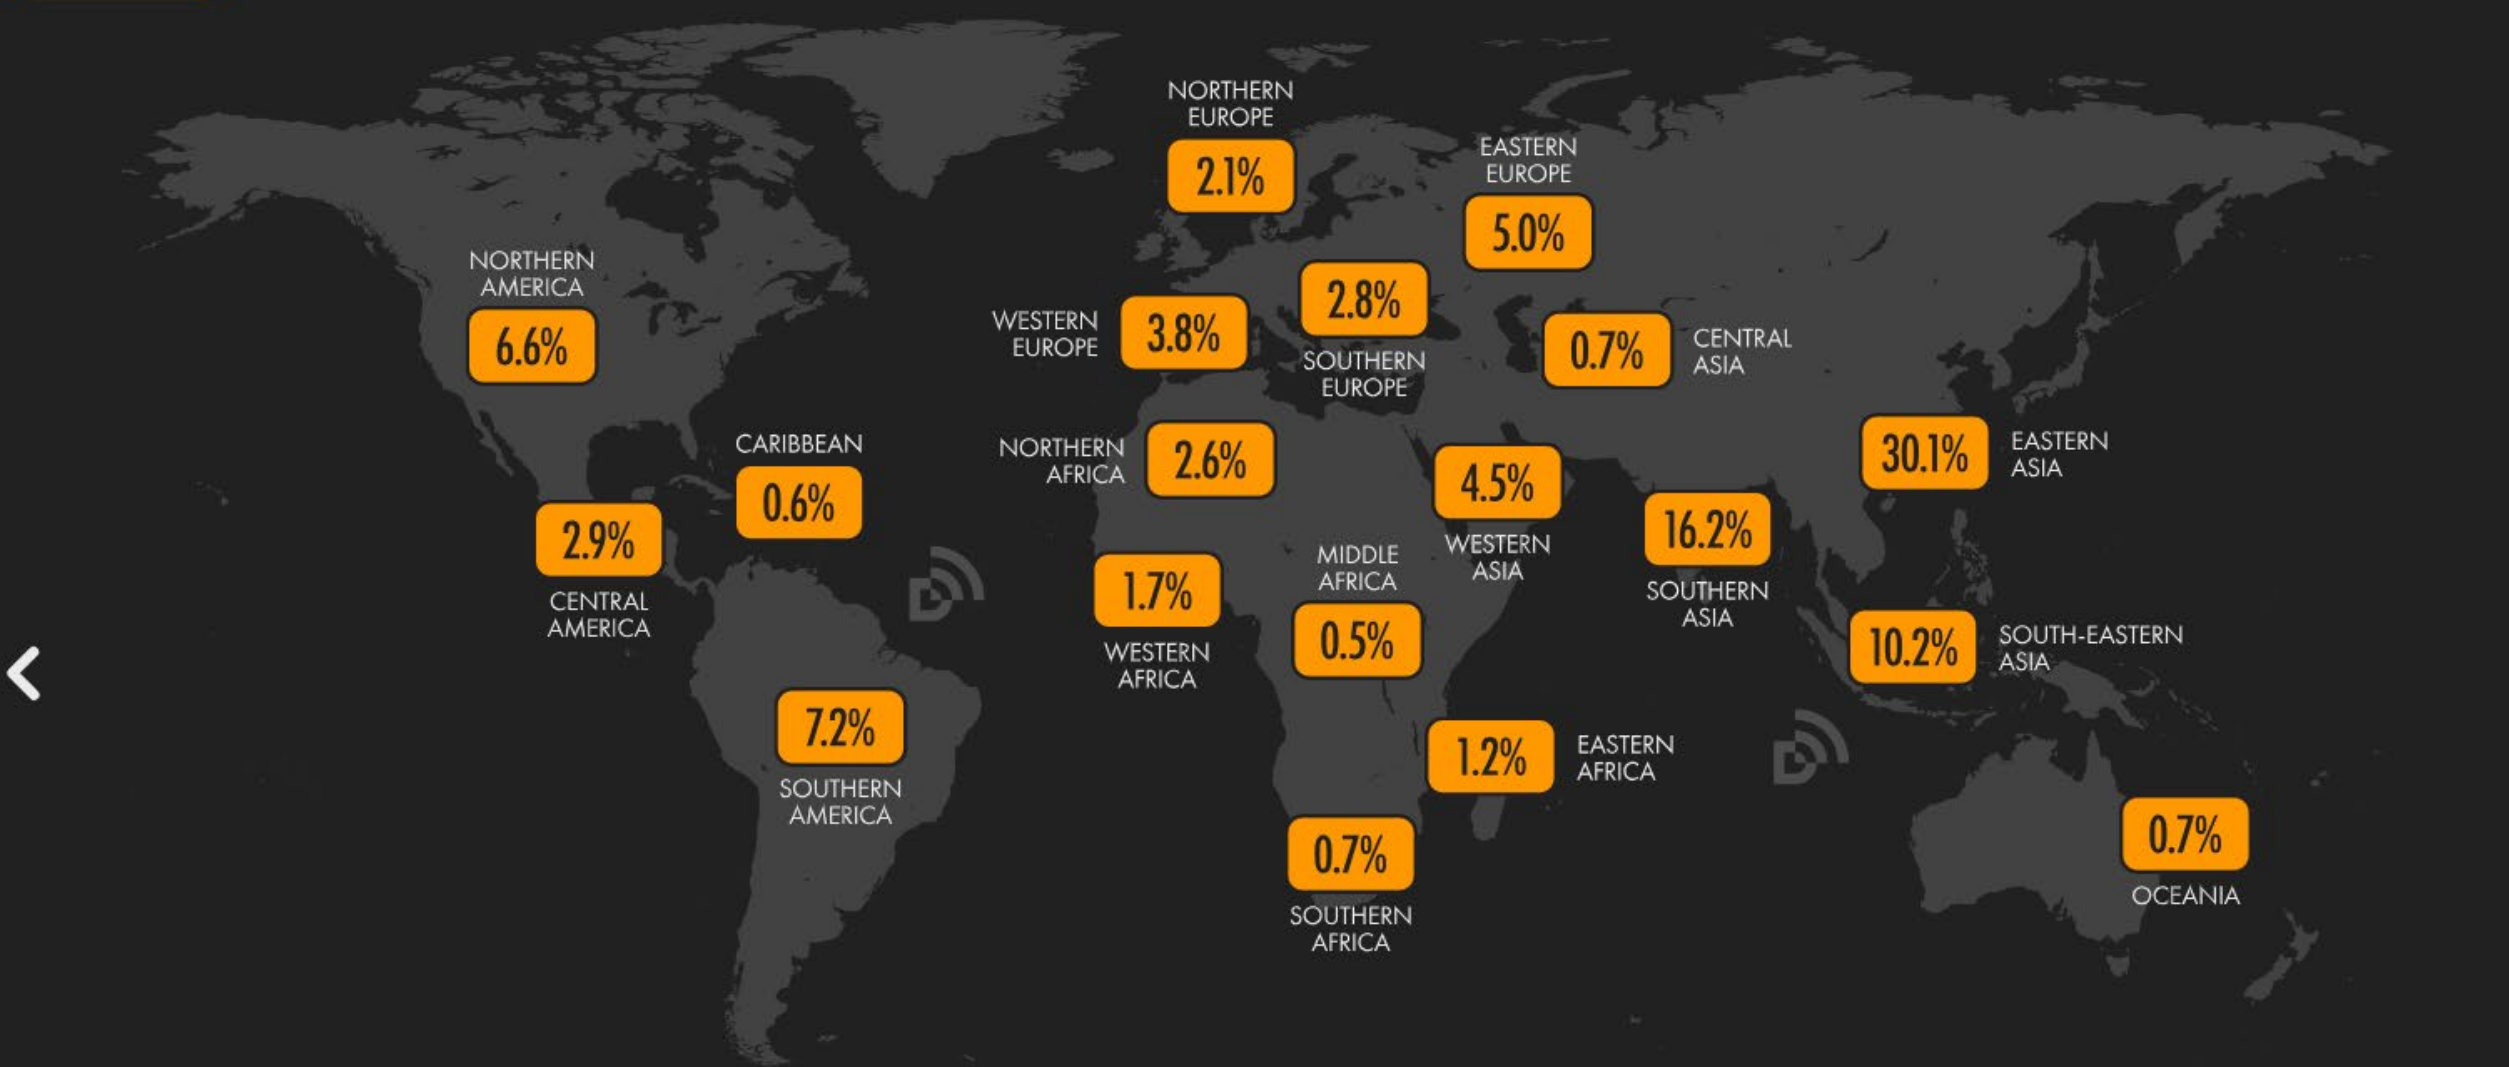 NORTHERN
EUROPE
2.1%
EASTERN
EUROPE
5.0%
NORTHERN
AMERICA
6.6%
WESTERN
EUROPE
3.8%
2.8%
SOUTHERN
EUROPE
0.7%
CENTRAL
ASIA
CARIBBEAN
0.6%
NORTHERN
AFRICA
2.6%
4.5%
WESTERN
ASIA
30.1%
EASTERN
ASIA
2.9%
CENTRAL
AMERICA
16.2%
SOUTHERN
ASIA
1.7%
WESTERN
AFRICA
MIDDLE
AFRICA
0.5%
10.2%
SOUTH-EASTERN
ASIA
7.2%
SOUTHERN
AMERICA
1.2%
EASTERN
AFRICA
0.7%
SOUTHERN
AFRICA
0.7%
OCEANIA